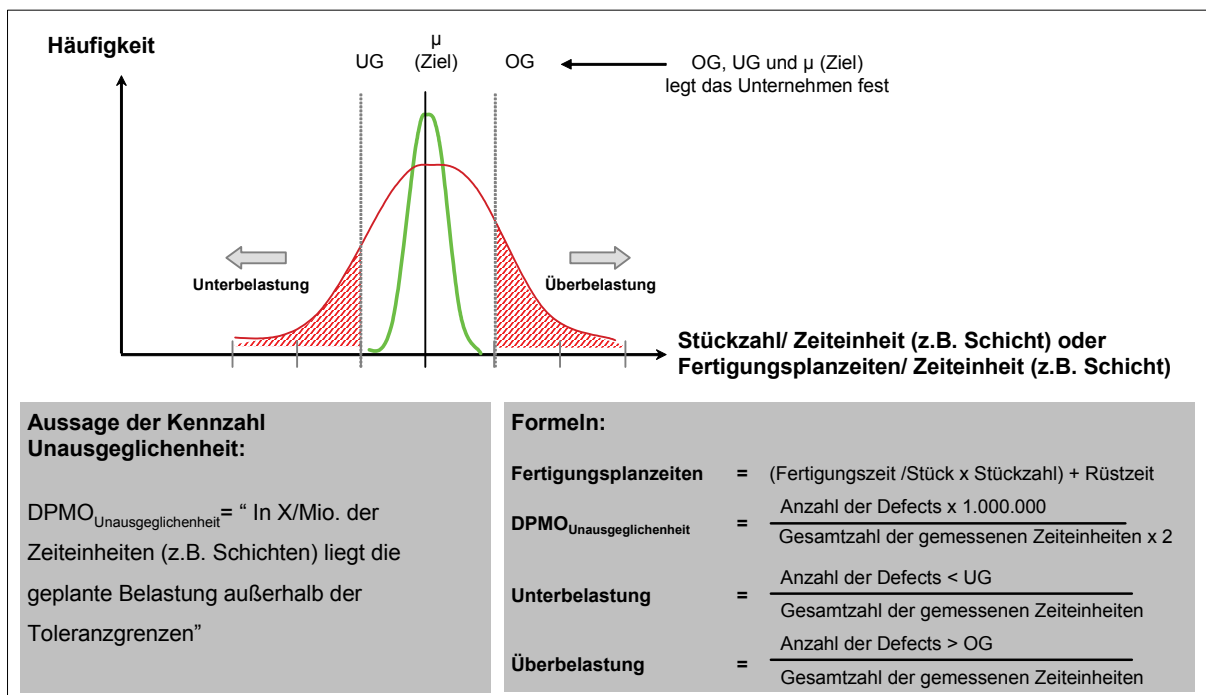 Häufigkeit
µ
UG (Ziel) OG
OG, UG und µ (Ziel)
legt das Unternehmen fest
Unterbelastung
Überbelastung
Stückzahl/ Zeiteinheit (z.B. Schicht) oder
Fertigungsplanzeiten/ Zeiteinheit (z.B. Schicht)
Aussage der Kennzahl
Unausgeglichenheit:
DPMOUnausgeglichenheit= “ In X/Mio. der
Zeiteinheiten (z.B. Schichten) liegt die
geplante Belastung außerhalb der
Toleranzgrenzen”
Formeln:
Fertigungsplanzeiten = (Fertigungszeit /Stück x Stückzahl) + Rüstzeit
Anzahl der Defects x 1.000.000
DPMOUnausgeglichenheit =
Gesamtzahl der gemessenen Zeiteinheiten x 2
Anzahl der Defects < UG
Unterbelastung =
Gesamtzahl der gemessenen Zeiteinheiten
Anzahl der Defects > OG
Überbelastung =
Gesamtzahl der gemessenen Zeiteinheiten